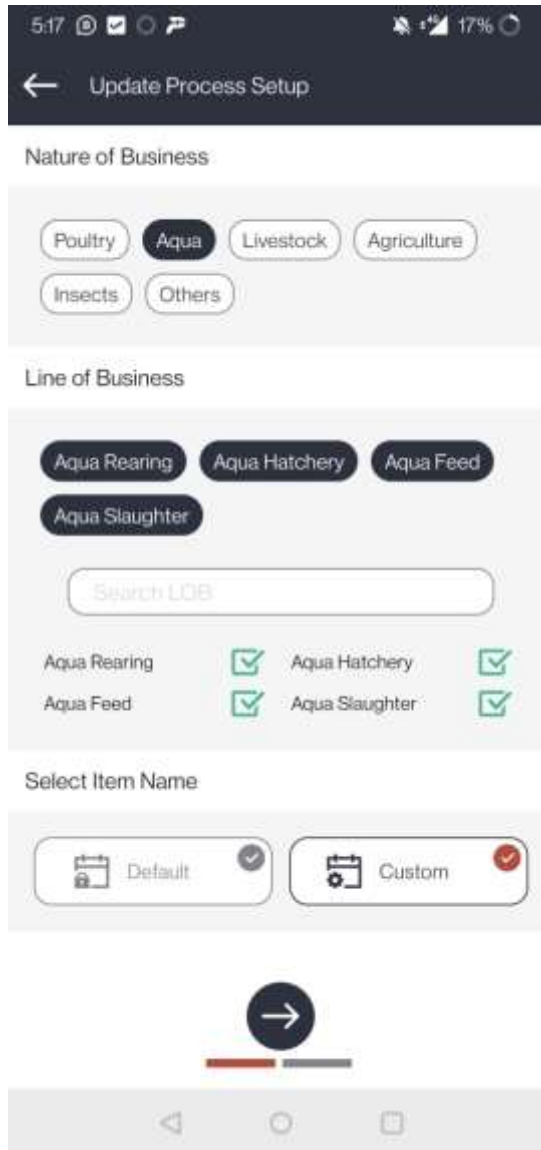 5:17 17%
Update Process Setup
Nature of Business
Poultry Aqua Livestock Agriculture
Insects Others
Line of Business
Aqua Rearing Aqua Hatchery Aqua Feed
Aqua Slaughter
Search LOB
Aqua Rearing Aqua Hatchery
Aqua Feed Aqua Slaughter
Select Item Name
Default Custom